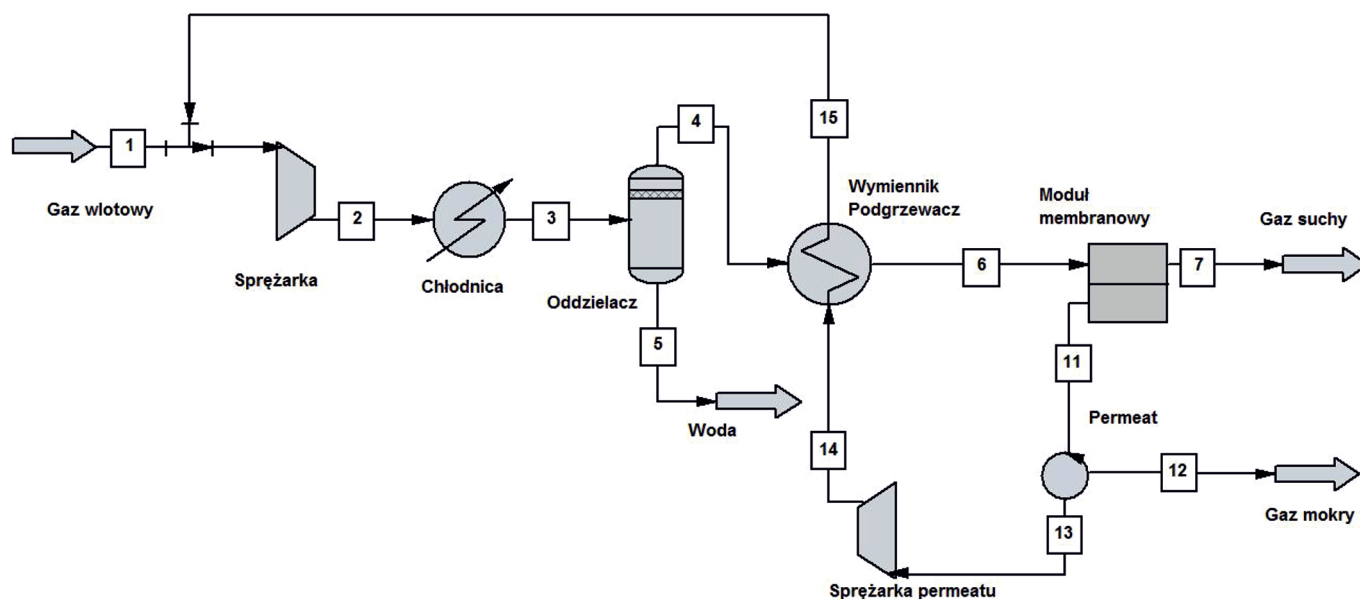 1
Gaz wlotowy
2
Sprężarka
3
Chłodnica
4
Oddzielacz
5
Woda
15
Wymiennik
Podgrzewacz
14
6
Moduł
membranowy
7
Gaz suchy
11
Permeat
12
Gaz mokry
13
Sprężarka permeatu